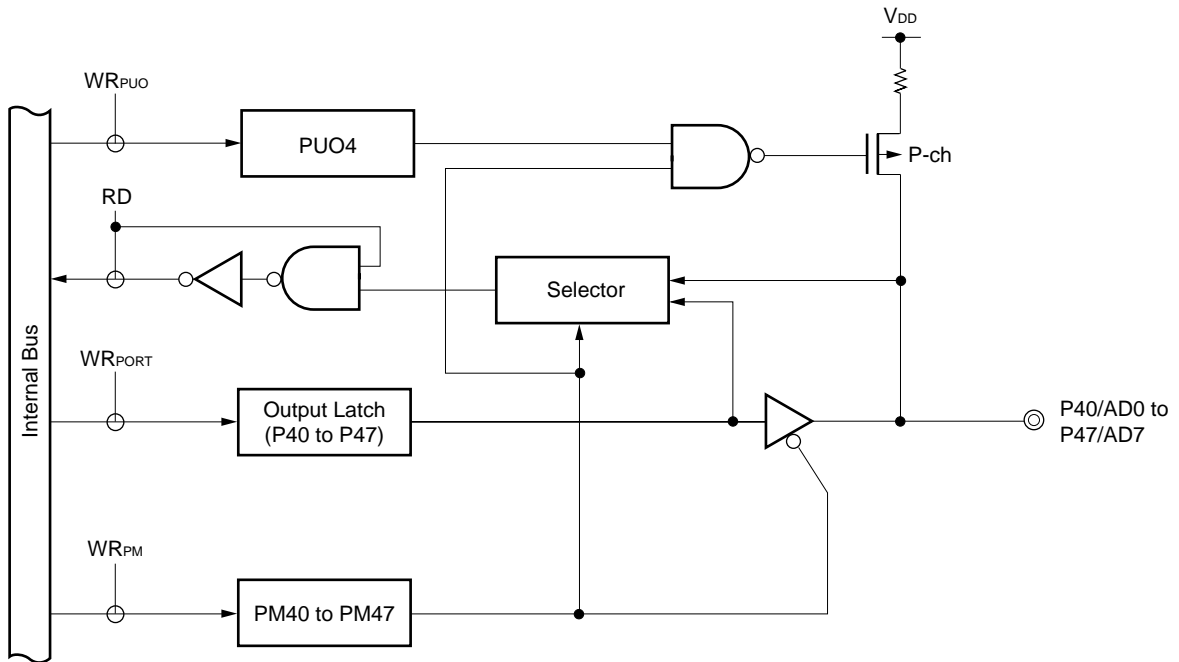 VDD
WRPUO
PUO4
P-ch
RD
Selector
Internal Bus
WRPORT
Output Latch
(P40 to P47)
P40/AD0 to
P47/AD7
WRPM
PM40 to PM47